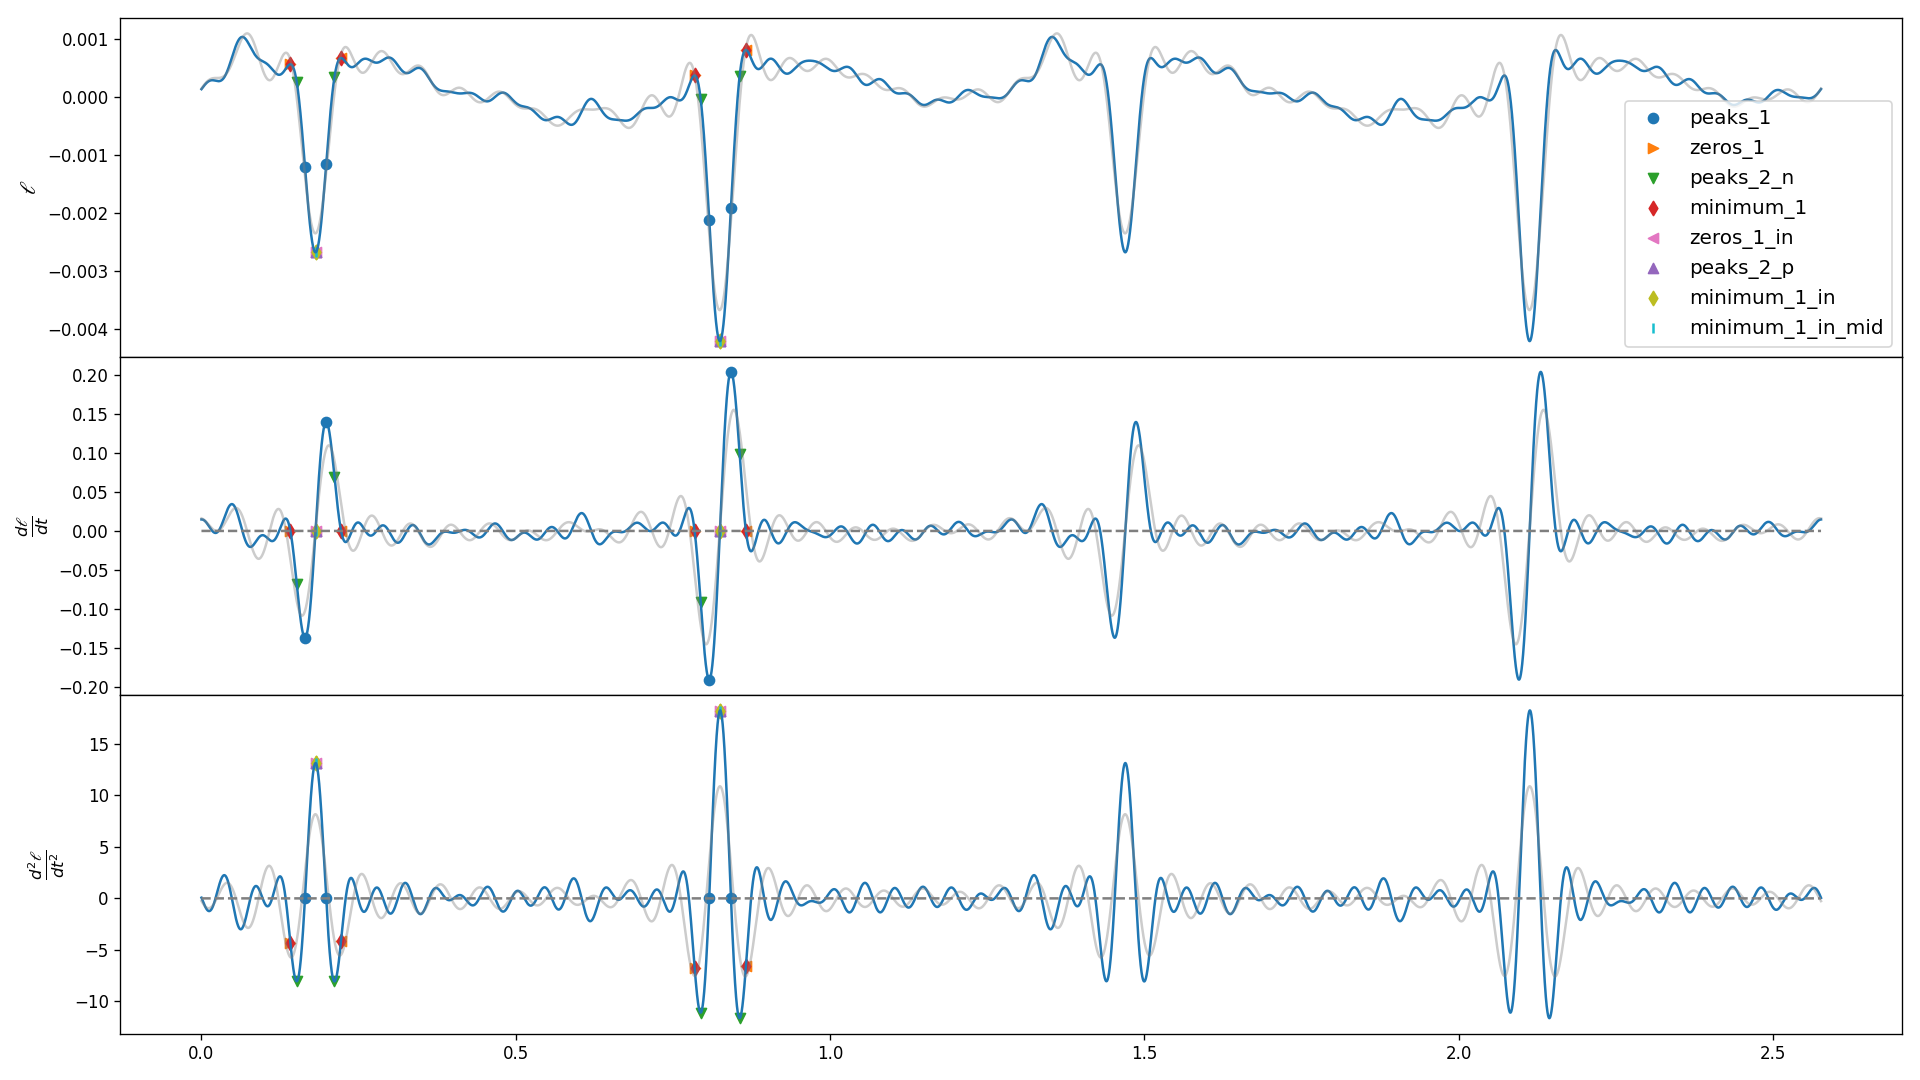 0.001
0.000
−0.001
−0.002
−0.003
−0.004
ℓ
peaks_1
zeros_1
peaks_2_n
minimum_1
zeros_1_in
peaks_2_p
minimum_1_in
minimum_1_in_mid
0.20
0.15
0.10
0.05
0.00
−0.05
−0.10
−0.15
−0.20
dℓ
dt
15
10
5
0
−5
−10
d²ℓ
dt²
0.0 0.5 1.0 1.5 2.0 2.5